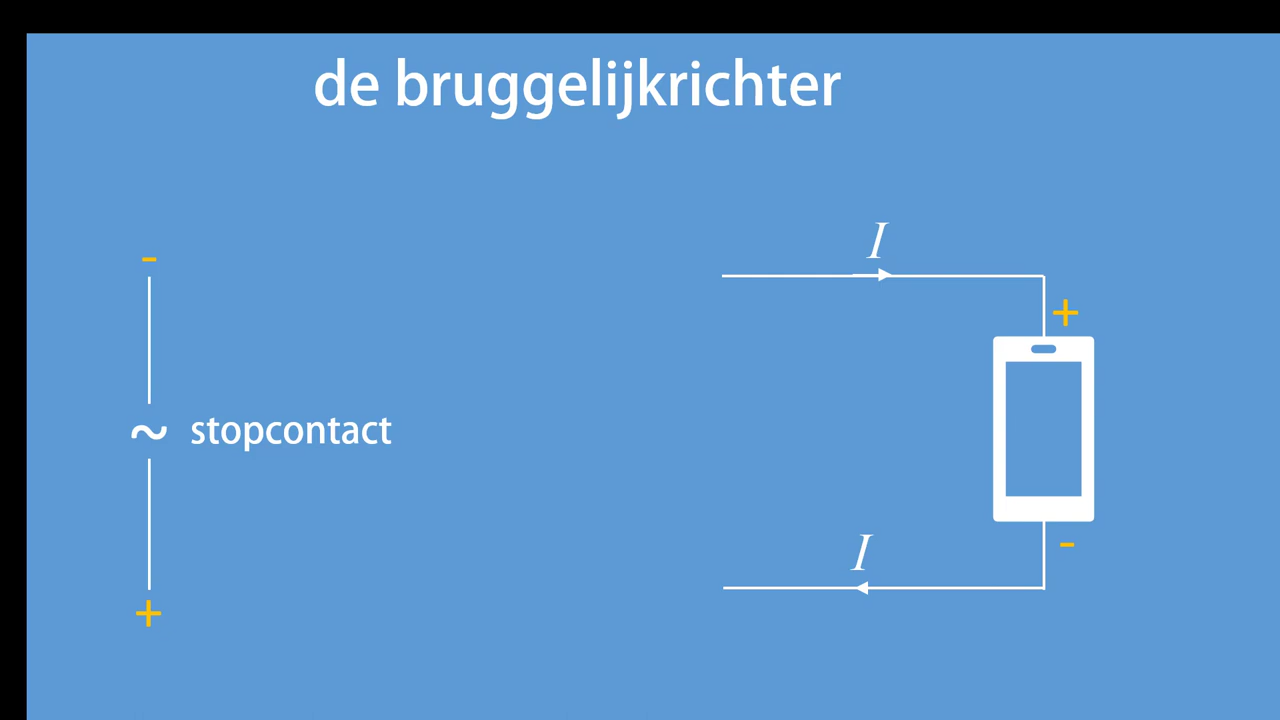 de bruggelijkrichter
I
-
+
~ stopcontact
I
-
+